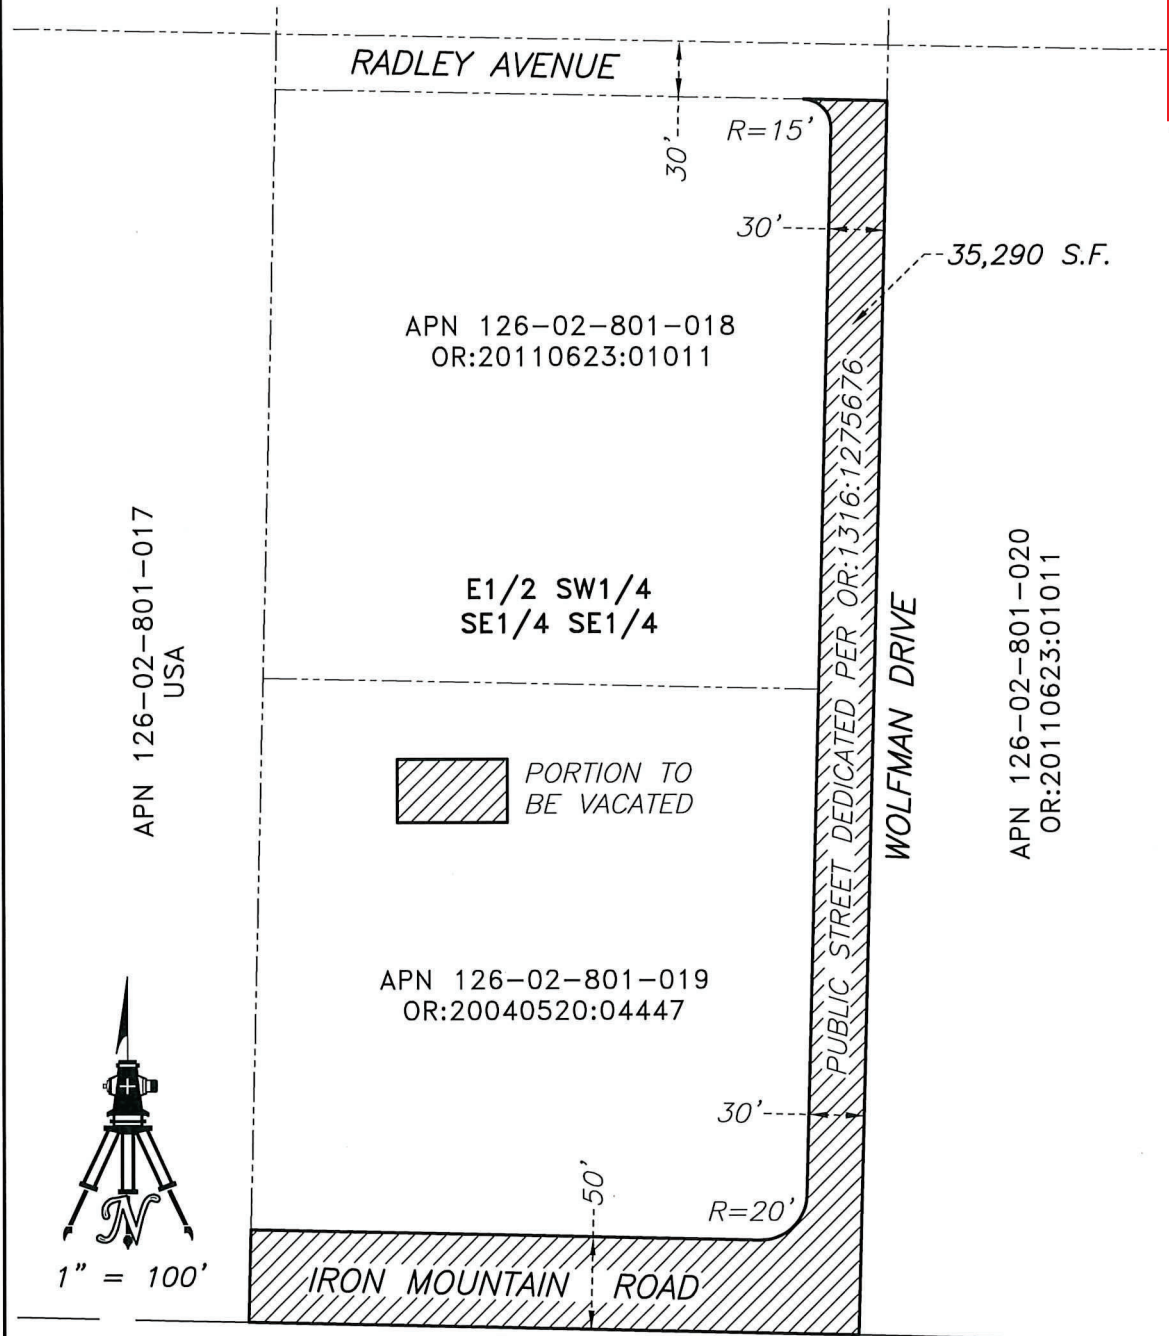 RADLEY AVENUE
30'
R=15'
30'
35,290 S.F.
APN 126-02-801-018
OR:20110623:01011
PUBLIC STREET DEDICATED PER OR:1316:1275676
E1/2 SW1/4
SE1/4 SE1/4
APN 126-02-801-017
USA
WOLFMAN DRIVE
APN 126-02-801-020
OR:20110623:01011
PORTION TO
BE VACATED
APN 126-02-801-019
OR:20040520:04447
30'
50'
R=20'
N
1" = 100'
IRON MOUNTAIN ROAD